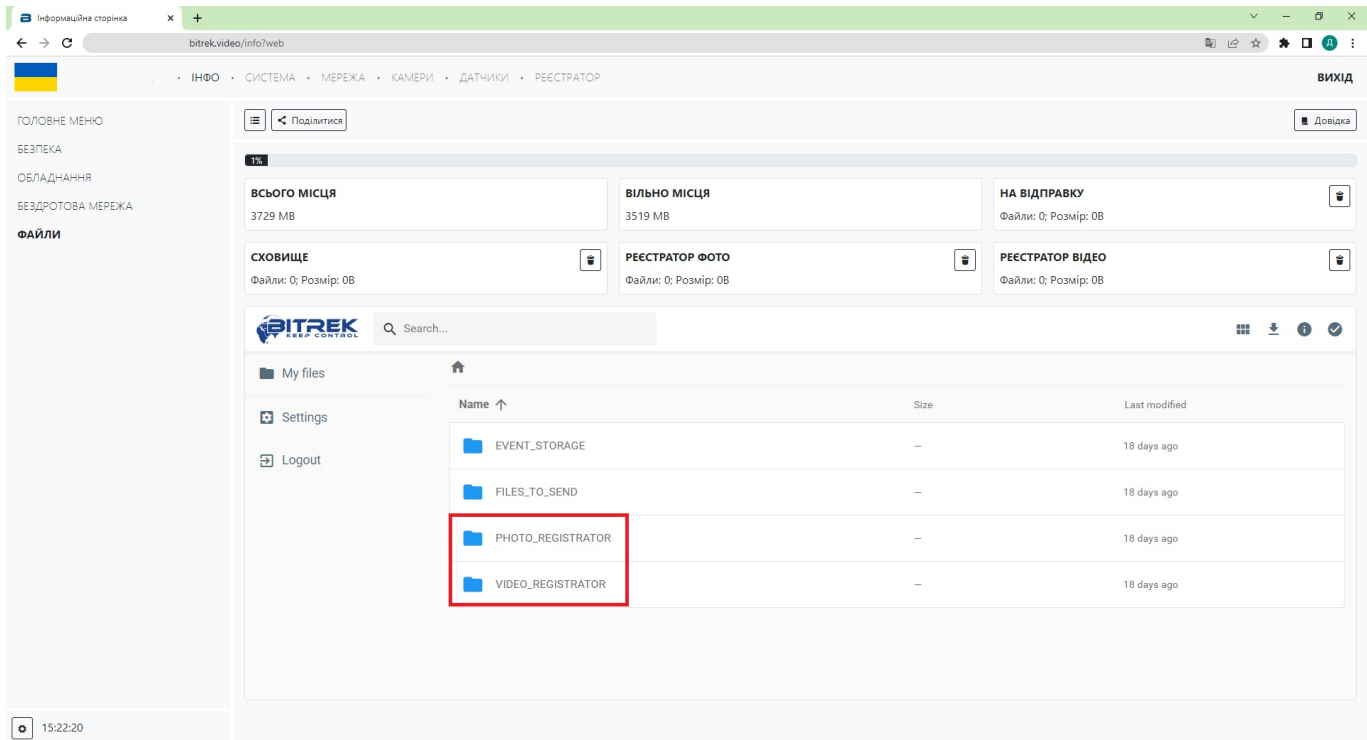 Інформаційна сторінка
bitrek.video/info?web
Д
• ІНФО • СИСТЕМА • МЕРЕЖА • КАМЕРИ • ДАТЧИКИ • РЕЄСТРАТОР
ВИХІД
ГОЛОВНЕ МЕНЮ
БЕЗПЕКА
ОБЛАДНАННЯ
БЕЗДРОТОВА МЕРЕЖА
ФАЙЛИ
Поділитися
Довідка
1%
ВСЬОГО МІСЦЯ
3729 MB
ВІЛЬНО МІСЦЯ
3519 MB
НА ВІДПРАВКУ
Файли: 0; Розмір: 0B
СХОВИЩЕ
Файли: 0; Розмір: 0B
РЕЄСТРАТОР ФОТО
Файли: 0; Розмір: 0B
РЕЄСТРАТОР ВІДЕО
Файли: 0; Розмір: 0B
BITREK
KEEP CONTROL
Search...
My files
Settings
Logout
Name Size Last modified
EVENT_STORAGE — 18 days ago
FILES_TO_SEND — 18 days ago
PHOTO_REGISTRATOR — 18 days ago
VIDEO_REGISTRATOR — 18 days ago
15:22:20